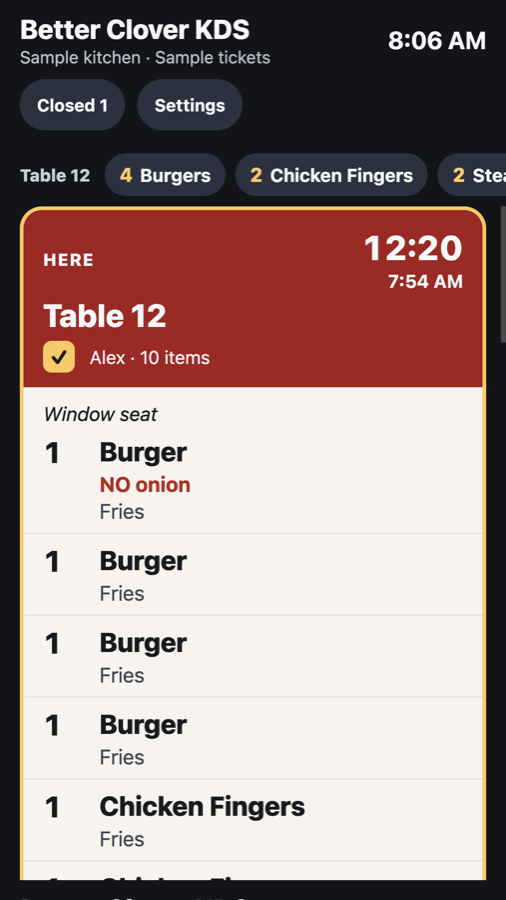 Better Clover KDS
Sample kitchen · Sample tickets
8:06 AM
Closed 1
Settings
Table 12
4 Burgers
2 Chicken Fingers
2
HERE
12:20
7:54 AM
Table 12
Alex · 10 items
Window seat
1 Burger
NO onion
Fries
1 Burger
Fries
1 Burger
Fries
1 Burger
Fries
1 Chicken Fingers
Fries